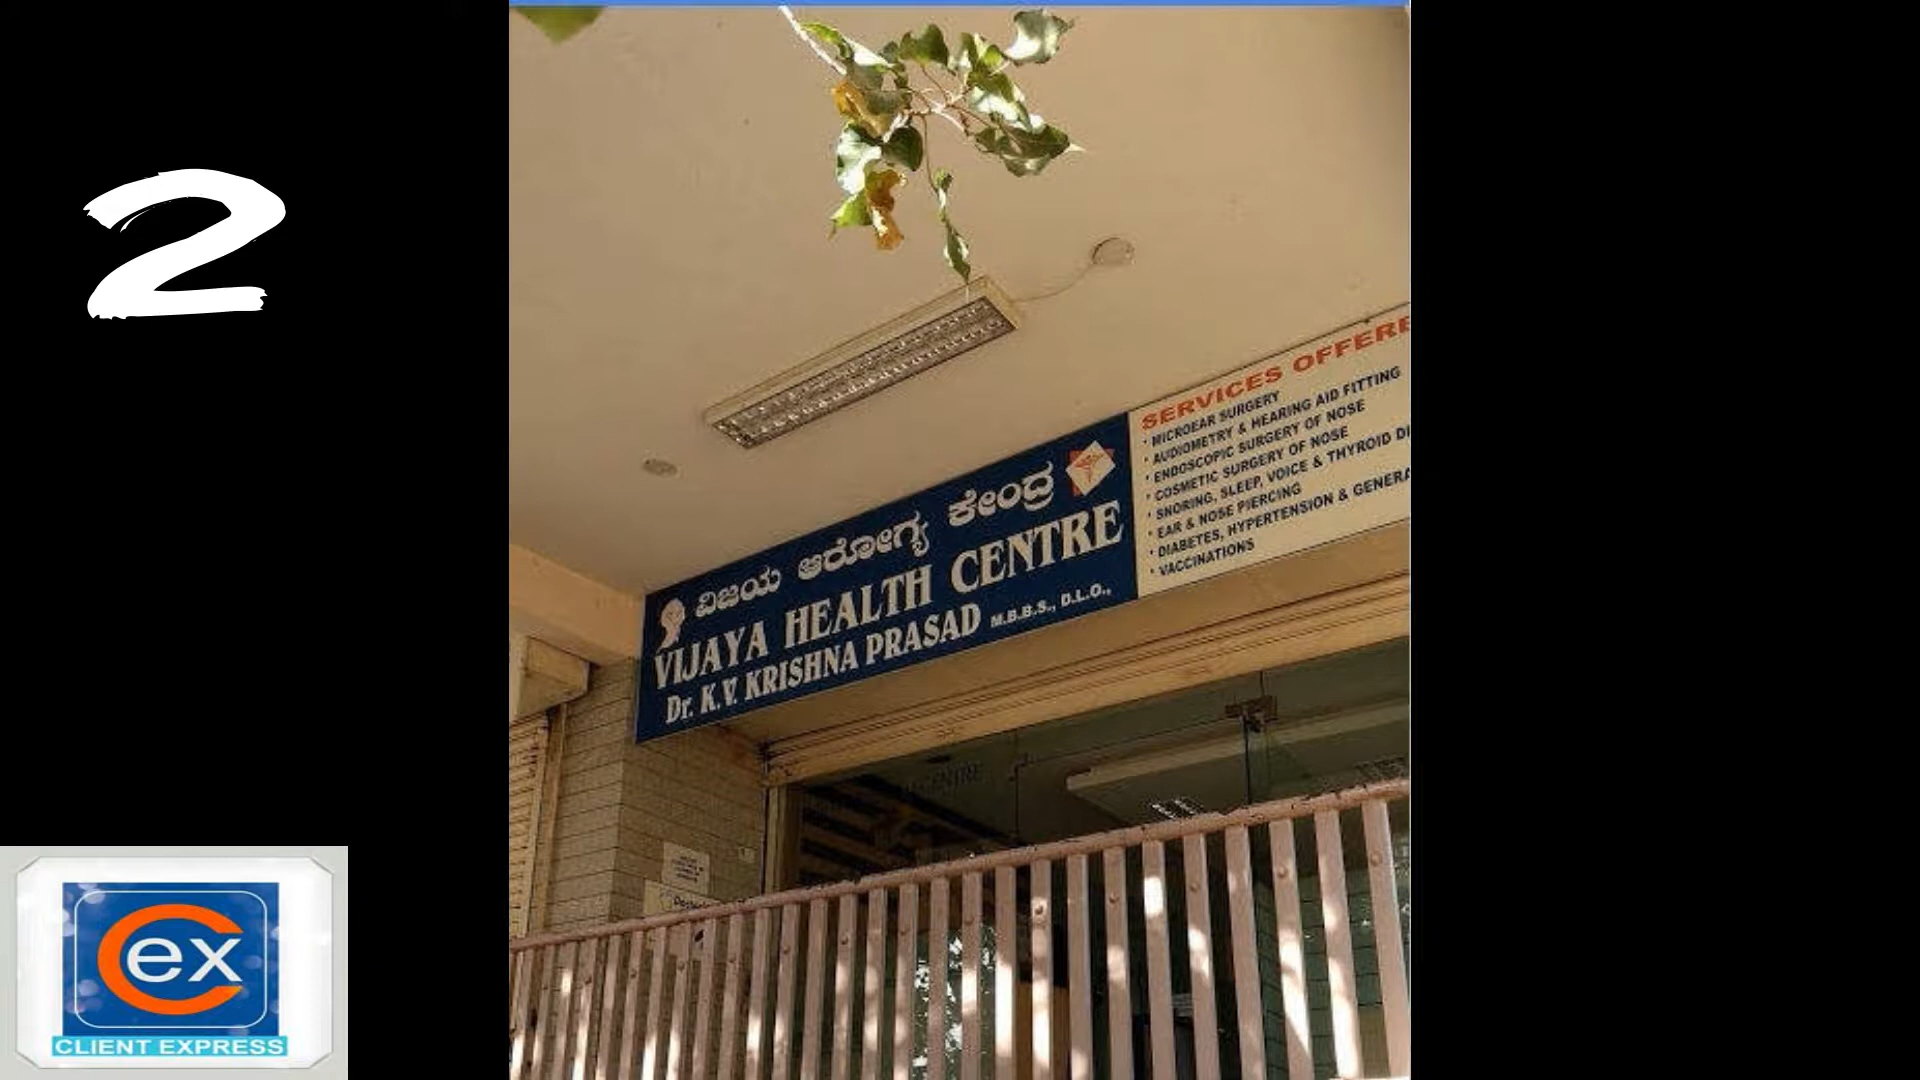 2
ವಿಜಯ ಆರೋಗ್ಯ ಕೇಂದ್ರ
VIJAYA HEALTH CENTRE
Dr. K.V. KRISHNA PRASAD M.B.B.S., D.L.O.,
SERVICES OFFERE
• MICROEAR SURGERY
• AUDIOMETRY & HEARING AID FITTING
• ENDOSCOPIC SURGERY OF NOSE
• COSMETIC SURGERY OF NOSE
• SNORING, SLEEP, VOICE & THYROID DI
• EAR & NOSE PIERCING
• DIABETES, HYPERTENSION & GENERA
• VACCINATIONS
CENTRE
ex
CLIENT EXPRESS